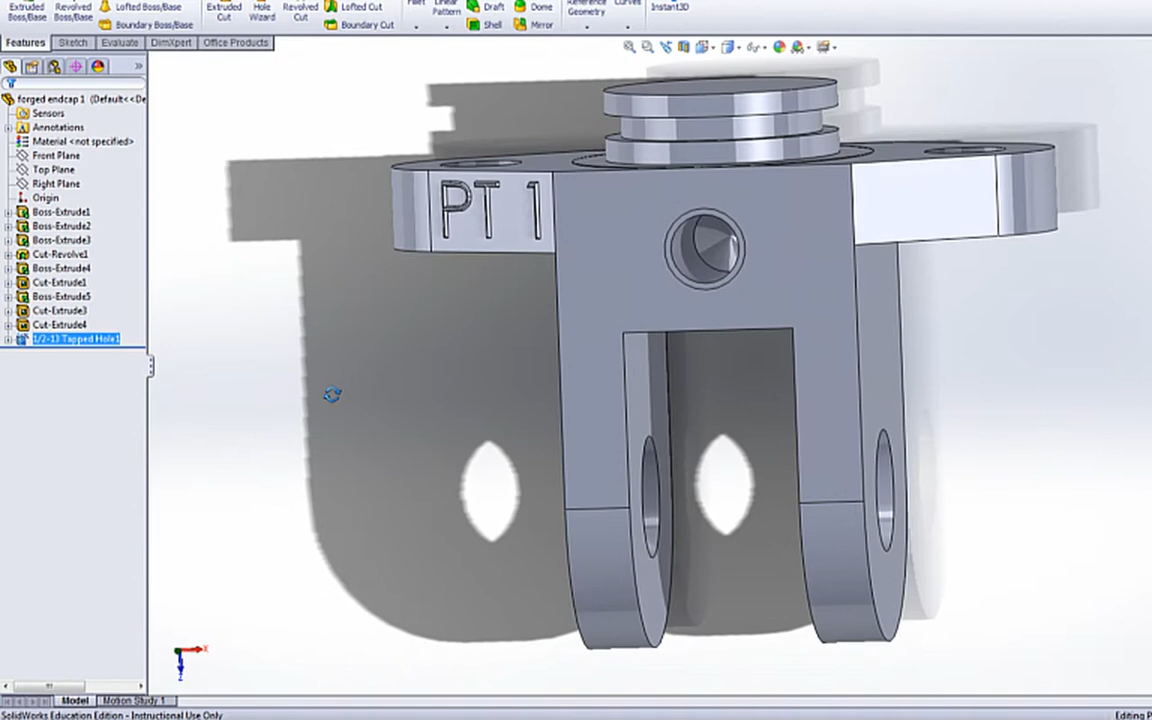 Extruded Boss/Base
Revolved Boss/Base
Lofted Boss/Base
Boundary Boss/Base
Extruded Cut
Hole Wizard
Revolved Cut
Lofted Cut
Boundary Cut
Fillet
Linear Pattern
Draft
Shell
Dome
Mirror
Reference Geometry
Curves
Instant3D
Features Sketch Evaluate DimXpert Office Products
»
forged endcap 1 (Default<<De
Sensors
Annotations
Material <not specified>
Front Plane
Top Plane
Right Plane
Origin
Boss-Extrude1
Boss-Extrude2
Boss-Extrude3
Cut-Revolve1
Boss-Extrude4
Cut-Extrude1
Boss-Extrude5
Cut-Extrude3
Cut-Extrude4
1/2-13 Tapped Hole1
PT 1
x
Model Motion Study 1
SolidWorks Education Edition - Instructional Use Only
Editing P